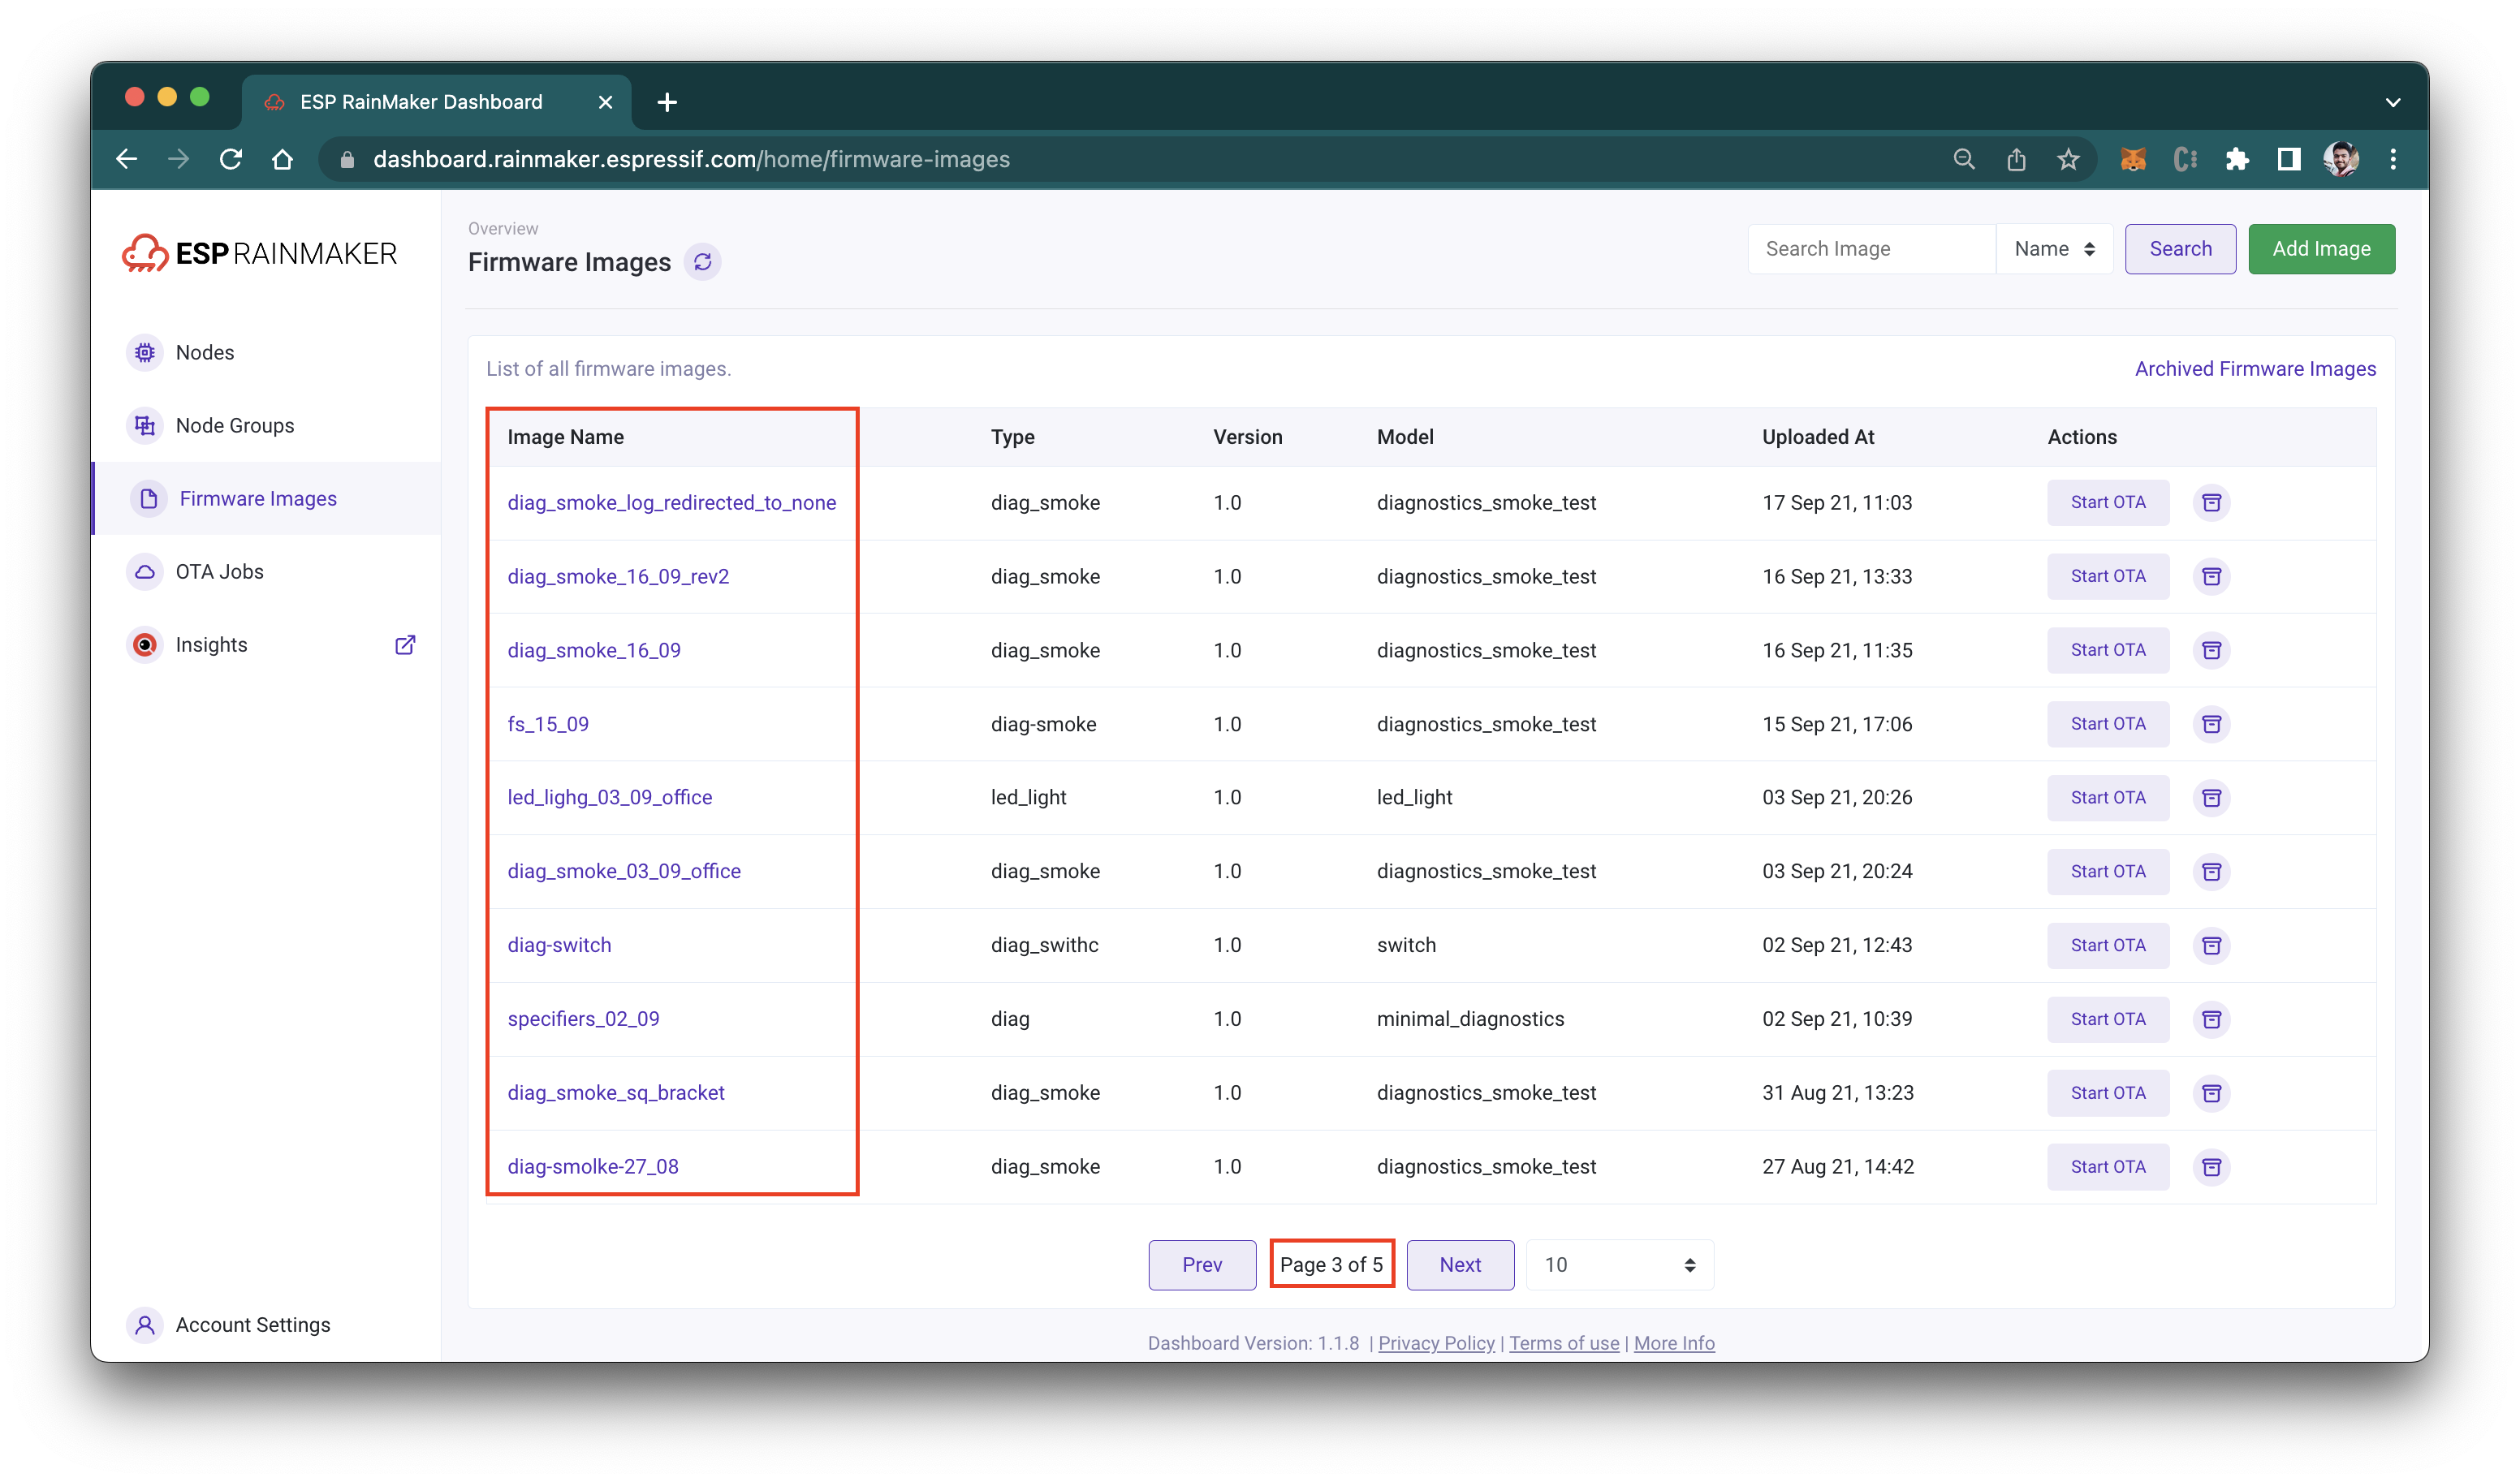 ESP RainMaker Dashboard
dashboard.rainmaker.espressif.com/home/firmware-images
ESP RAINMAKER
Nodes
Node Groups
Firmware Images
OTA Jobs
Insights
Account Settings
Overview
Firmware Images
Search Image Name Search Add Image
List of all firmware images. Archived Firmware Images
Image Name Type Version Model Uploaded At Actions
diag_smoke_log_redirected_to_none diag_smoke 1.0 diagnostics_smoke_test 17 Sep 21, 11:03 Start OTA
diag_smoke_16_09_rev2 diag_smoke 1.0 diagnostics_smoke_test 16 Sep 21, 13:33 Start OTA
diag_smoke_16_09 diag_smoke 1.0 diagnostics_smoke_test 16 Sep 21, 11:35 Start OTA
fs_15_09 diag-smoke 1.0 diagnostics_smoke_test 15 Sep 21, 17:06 Start OTA
led_lighg_03_09_office led_light 1.0 led_light 03 Sep 21, 20:26 Start OTA
diag_smoke_03_09_office diag_smoke 1.0 diagnostics_smoke_test 03 Sep 21, 20:24 Start OTA
diag-switch diag_swithc 1.0 switch 02 Sep 21, 12:43 Start OTA
specifiers_02_09 diag 1.0 minimal_diagnostics 02 Sep 21, 10:39 Start OTA
diag_smoke_sq_bracket diag_smoke 1.0 diagnostics_smoke_test 31 Aug 21, 13:23 Start OTA
diag-smolke-27_08 diag_smoke 1.0 diagnostics_smoke_test 27 Aug 21, 14:42 Start OTA
Prev Page 3 of 5 Next 10
Dashboard Version: 1.1.8 | Privacy Policy | Terms of use | More Info